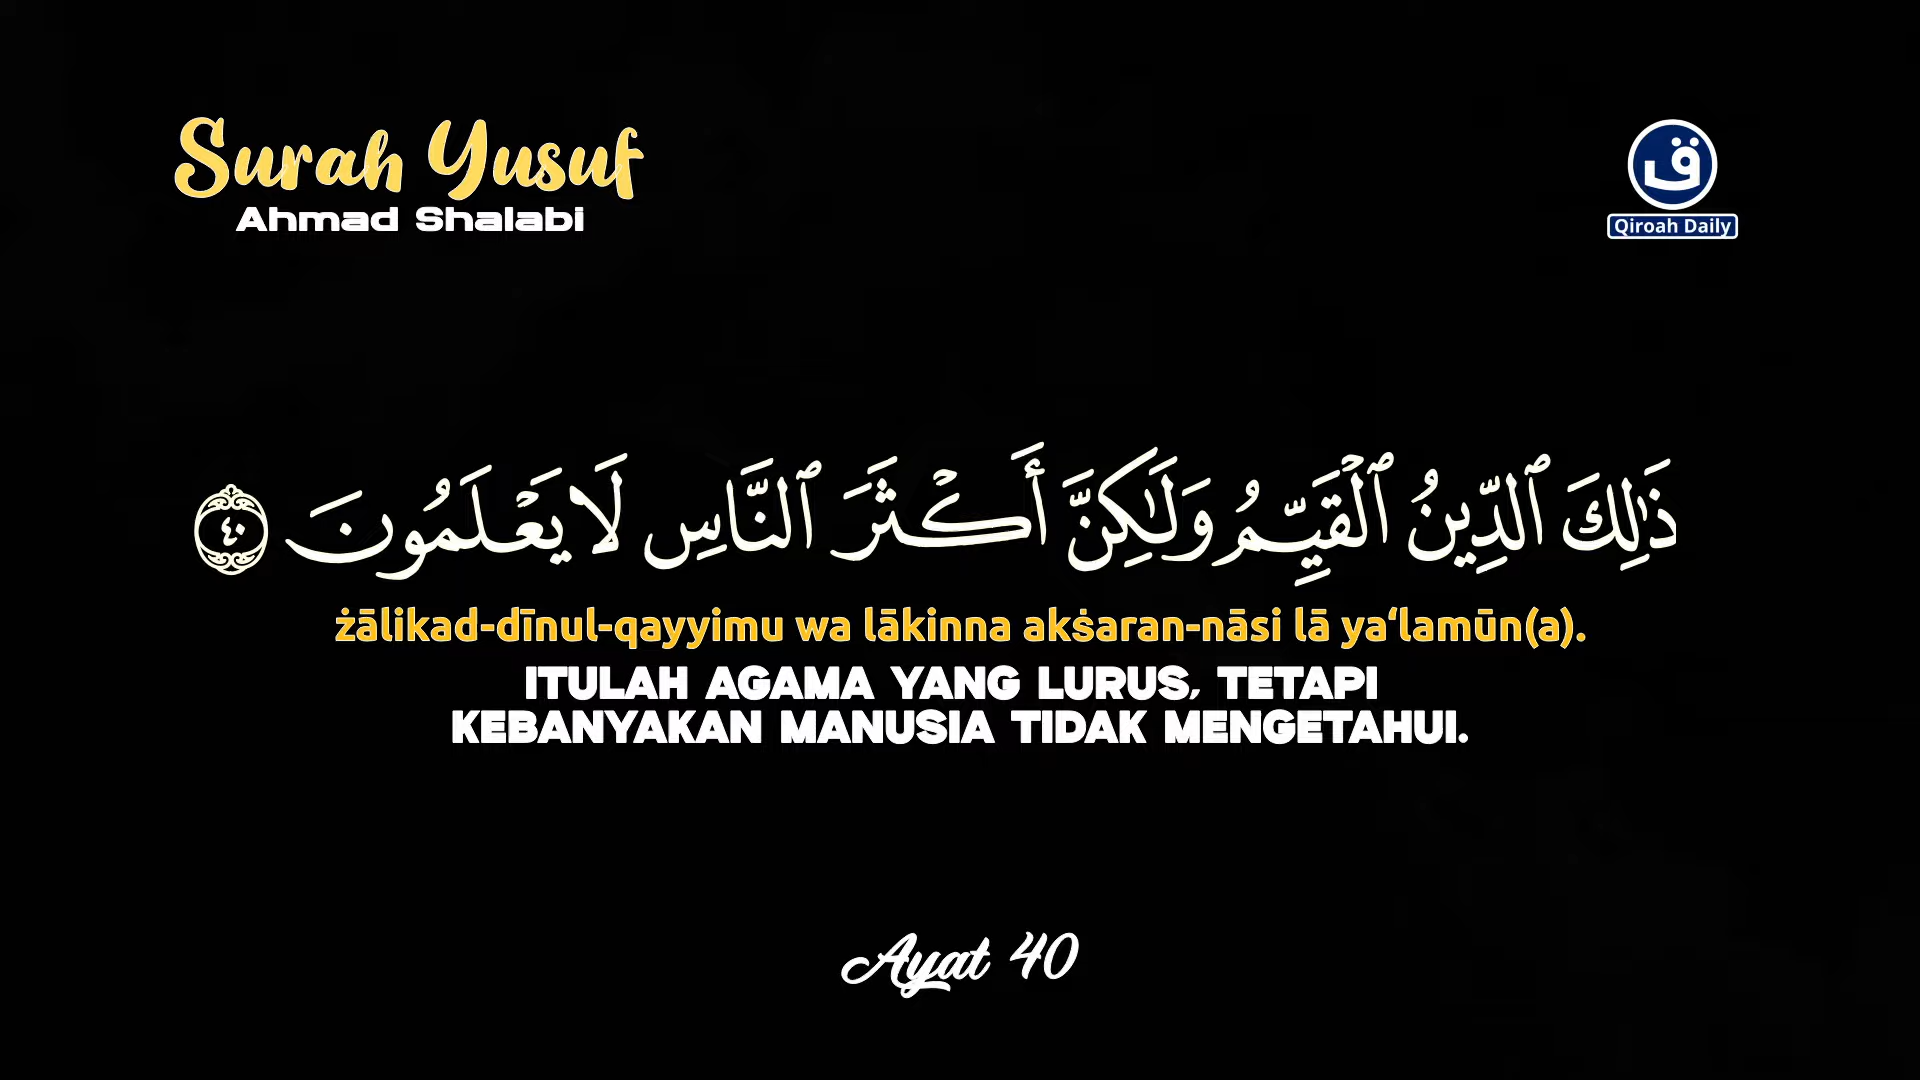 Surah Yusuf
Ahmad Shalabi
ق
Qiroah Daily
ذَٰلِكَ ٱلدِّينُ ٱلْقَيِّمُ وَلَٰكِنَّ أَكْثَرَ ٱلنَّاسِ لَا يَعْلَمُونَ ٤٠
żālikad-dīnul-qayyimu wa lākinna akṡaran-nāsi lā ya‘lamūn(a).
ITULAH AGAMA YANG LURUS, TETAPI
KEBANYAKAN MANUSIA TIDAK MENGETAHUI.
Ayat 40